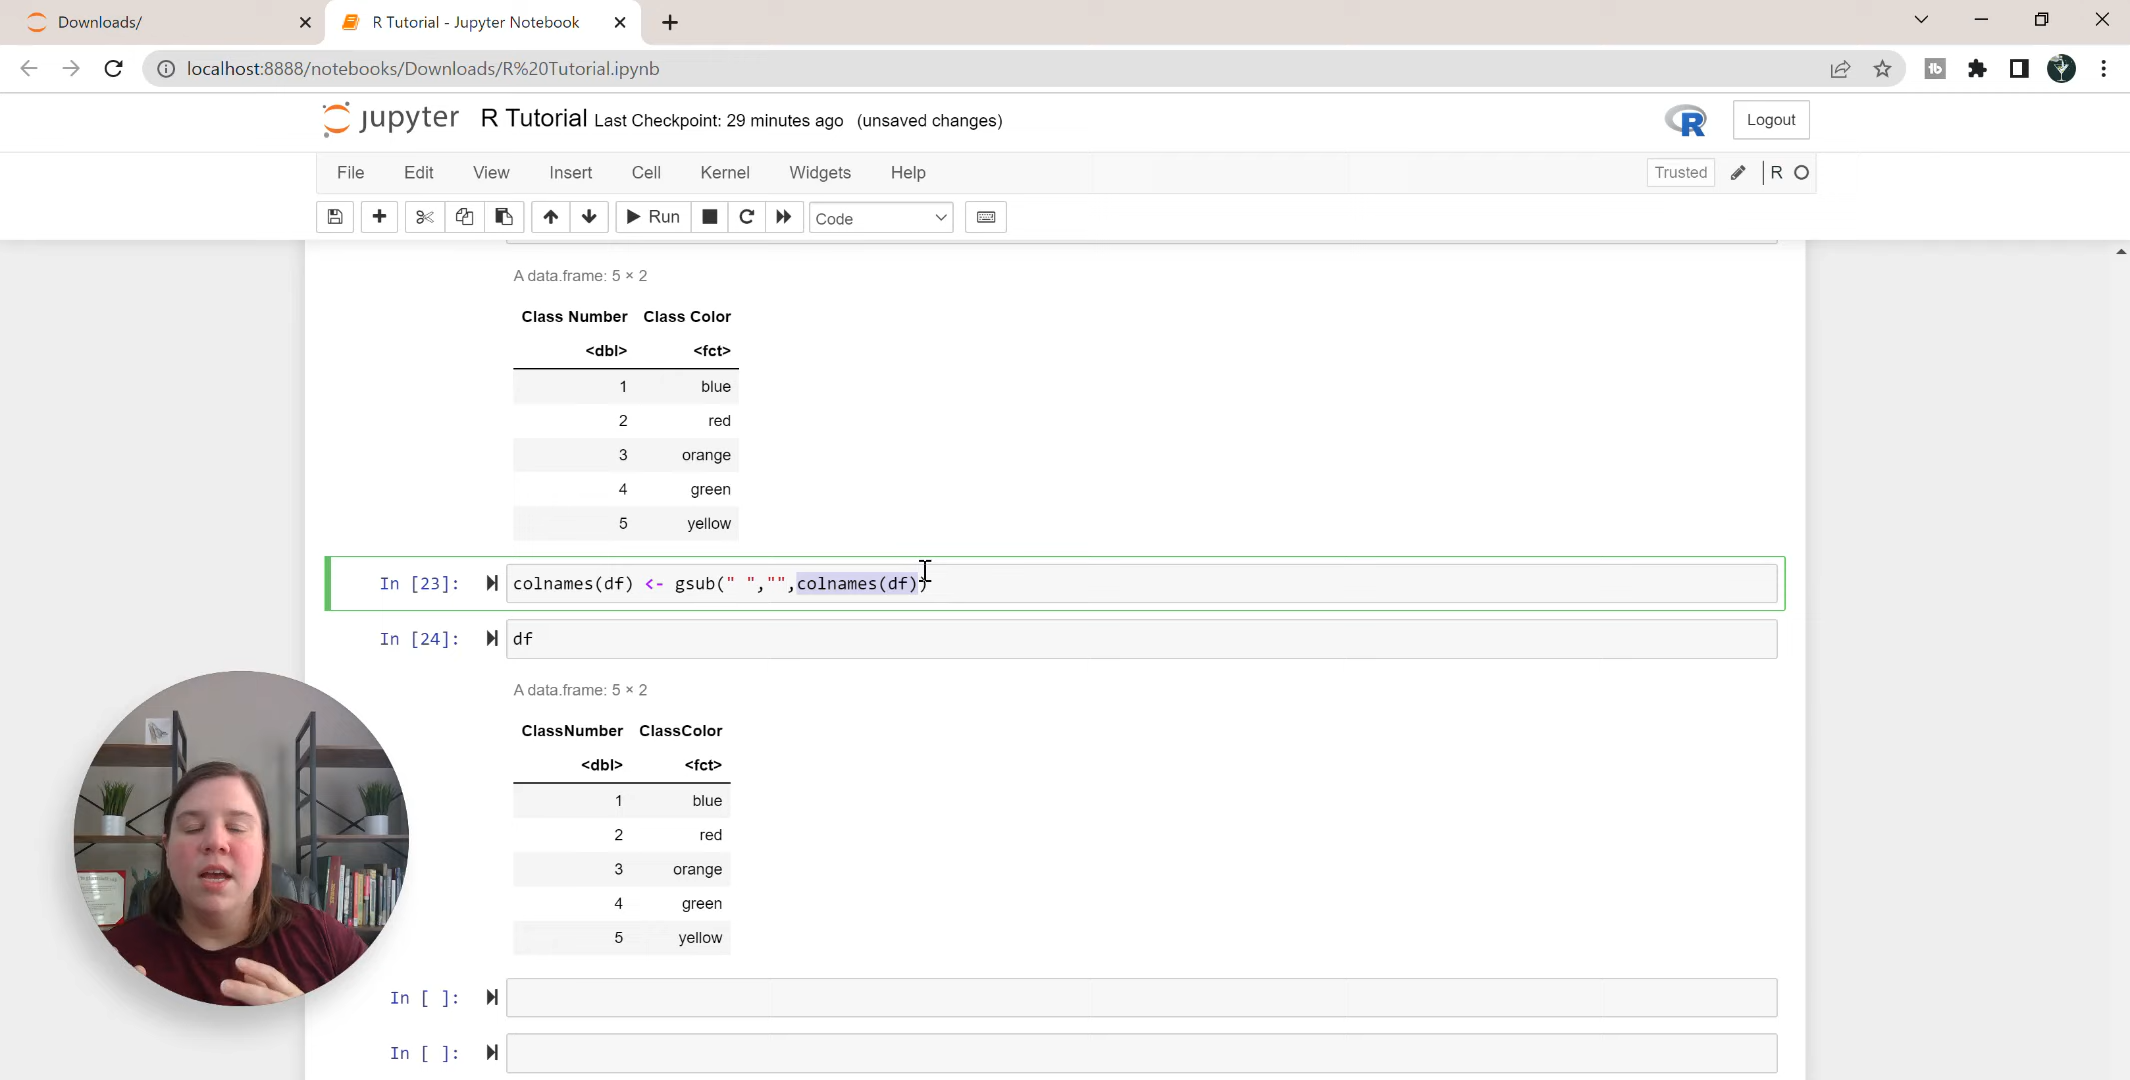 Downloads/
R Tutorial - Jupyter Notebook
localhost:8888/notebooks/Downloads/R%20Tutorial.ipynb
tb
jupyter R Tutorial Last Checkpoint: 29 minutes ago (unsaved changes)
R
Logout
File Edit View Insert Cell Kernel Widgets Help
Trusted
R
Run
Code
A data.frame: 5 × 2
Class Number Class Color
<dbl> <fct>
1 blue
2 red
3 orange
4 green
5 yellow
In [23]: colnames(df) <- gsub(" ","",colnames(df))
In [24]: df
A data.frame: 5 × 2
ClassNumber ClassColor
<dbl> <fct>
1 blue
2 red
3 orange
4 green
5 yellow
In [ ]:
In [ ]: